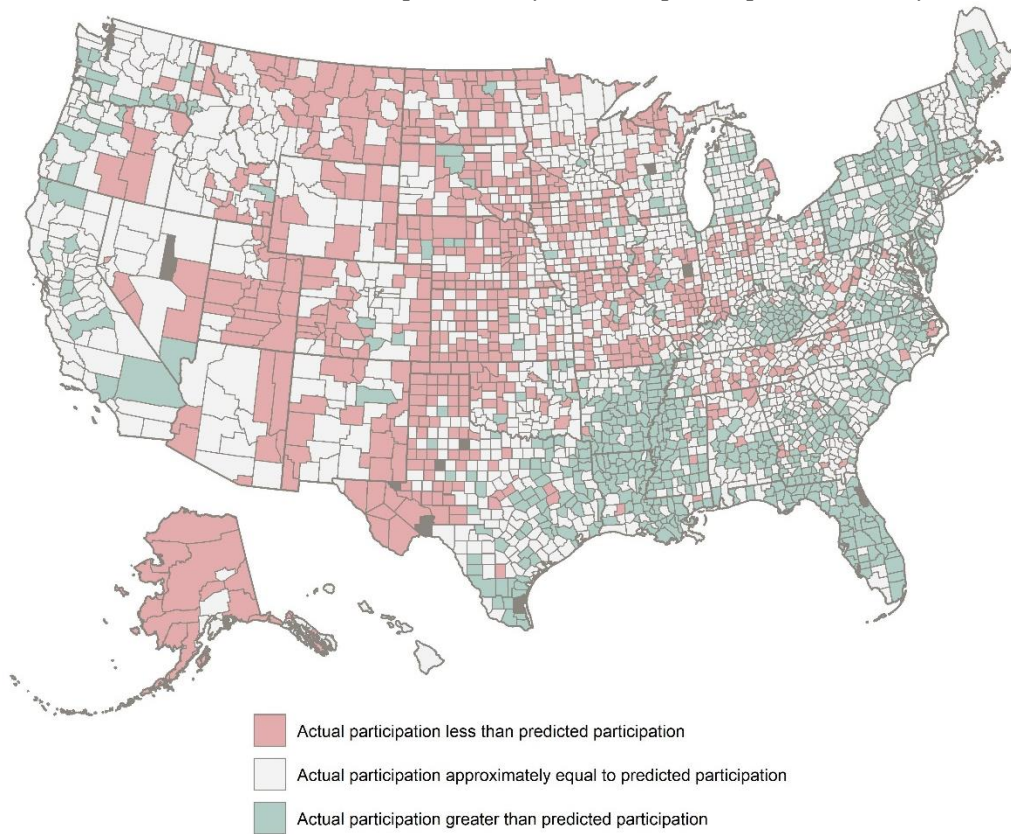 Actual participation less than predicted participation
Actual participation approximately equal to predicted participation
Actual participation greater than predicted participation